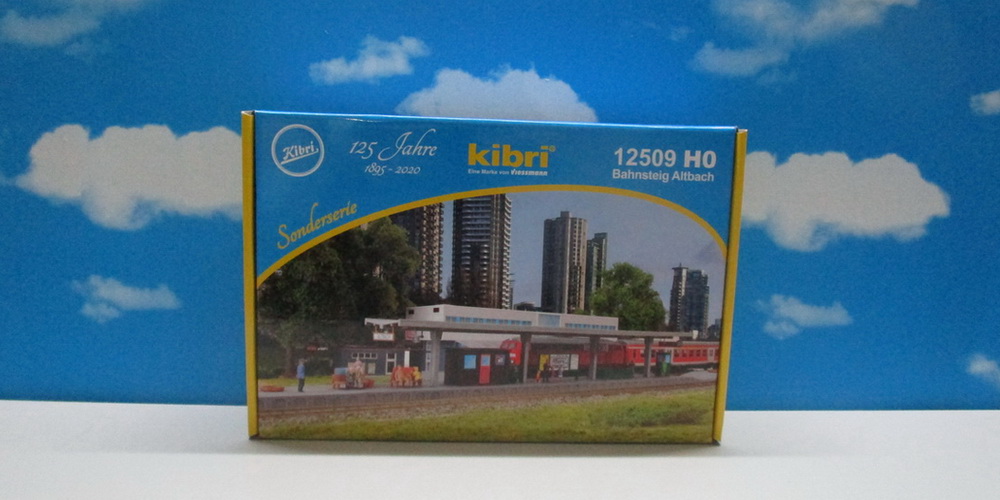 Kibri
125 Jahre
1895 - 2020
kibri®
Eine Marke von Viessmann
12509 H0
Bahnsteig Altbach
Sonderserie